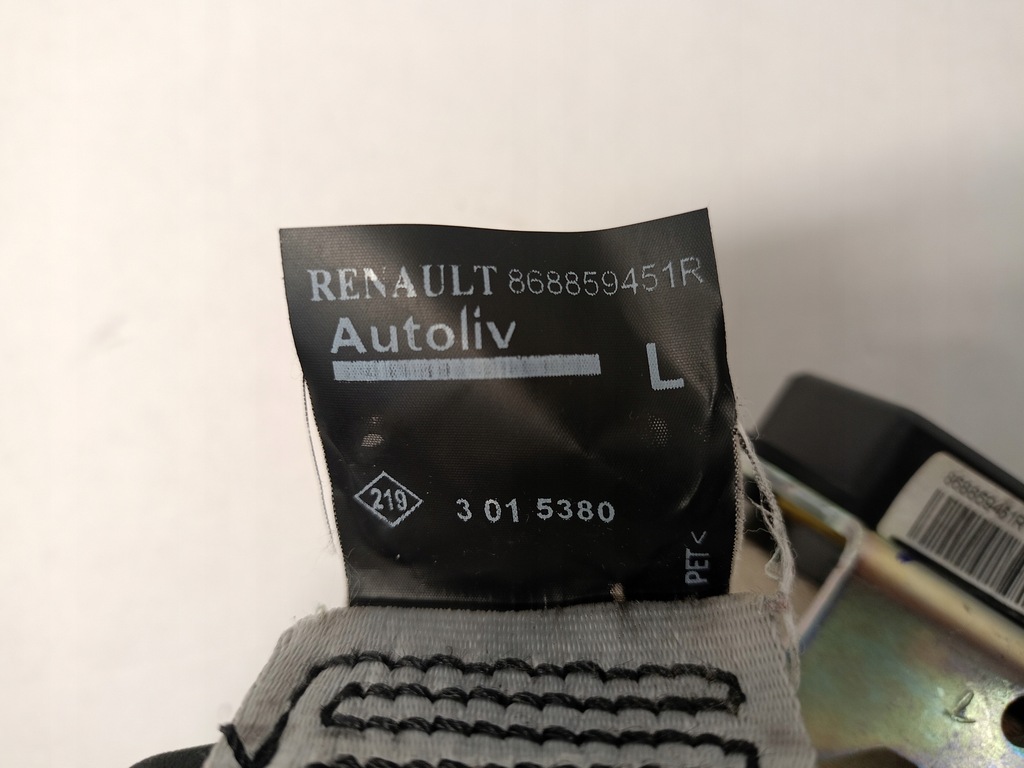 RENAULT 868859451R
Autoliv
L
219
3 01 5380
PET <